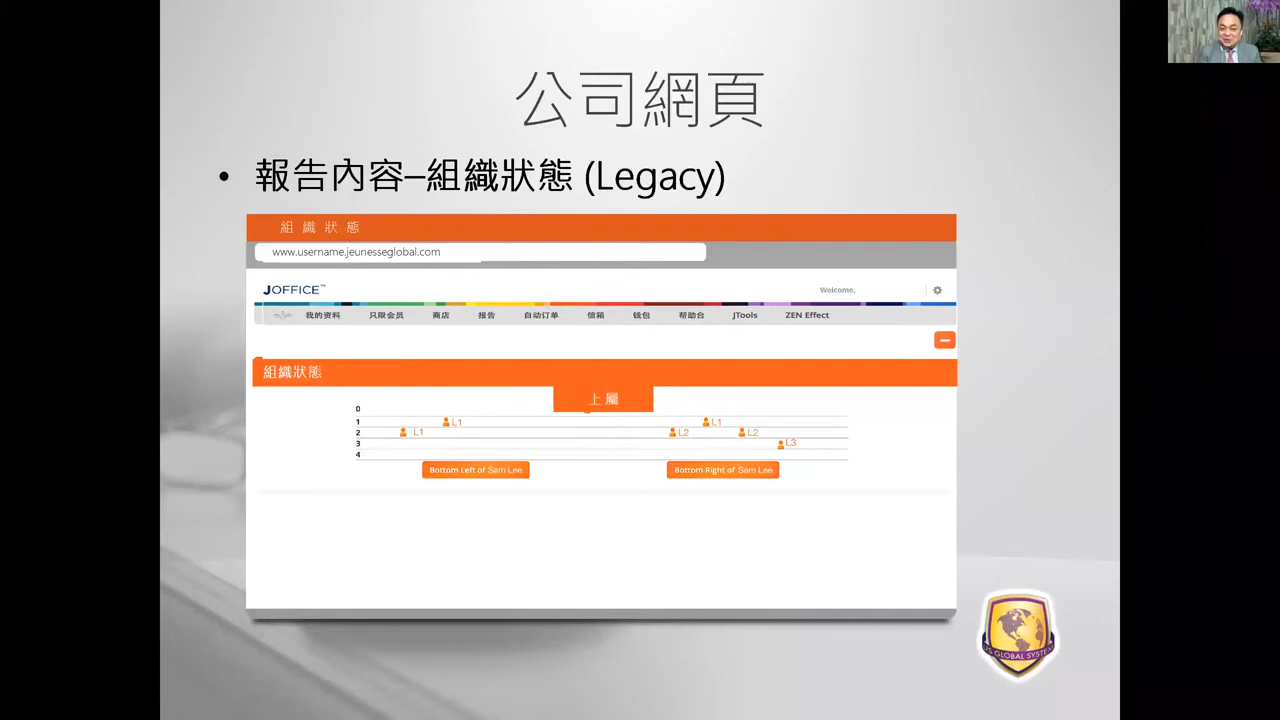 公司網頁
• 報告內容–組織狀態 (Legacy)
組織狀態
www.username.jeunesseglobal.com
JOFFICE™
Welcome,
我的资料 只限会员 商店 报告 自动订单 信箱 钱包 帮助台 JTools ZEN Effect
組織狀態
上屬
0
1 L1 L1
2 L1 L2 L2
3 L3
4
Bottom Left of Sam Lee Bottom Right of Sam Lee
GLOBAL SYSTEM